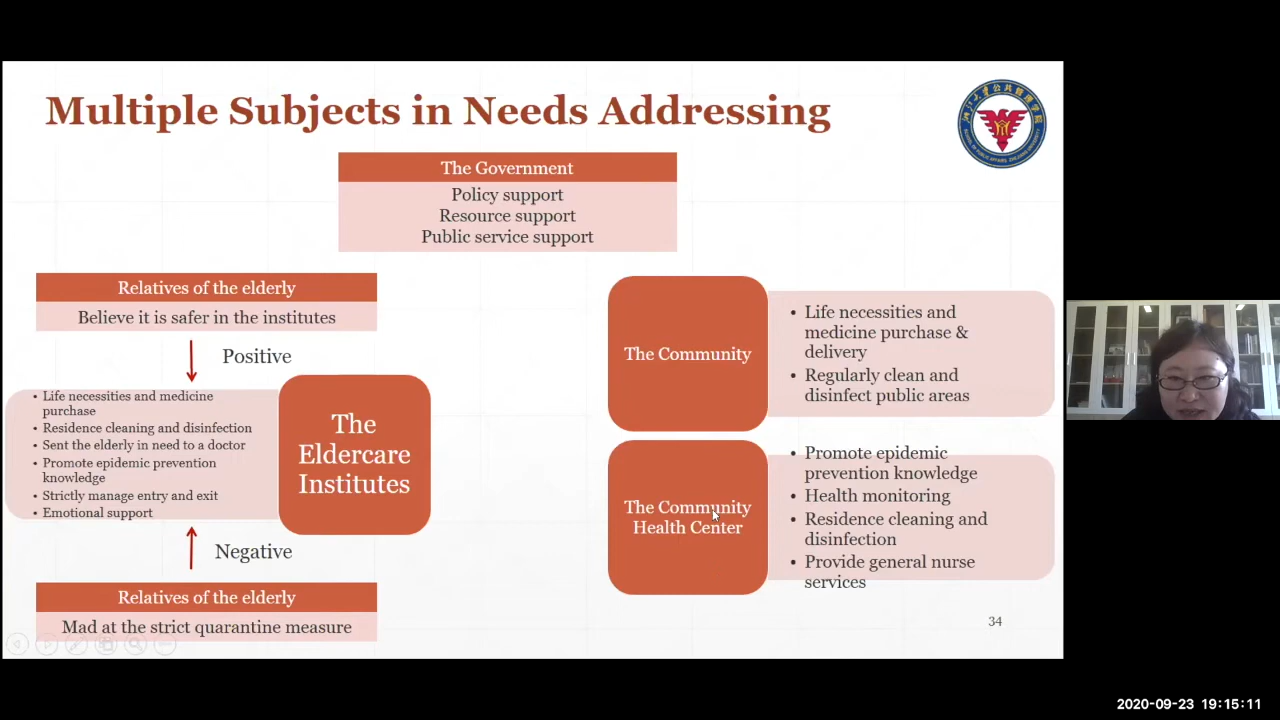 Multiple Subjects in Needs Addressing
The Government
Policy support
Resource support
Public service support
Relatives of the elderly
Believe it is safer in the institutes
Positive
• Life necessities and medicine
purchase
• Residence cleaning and disinfection
• Sent the elderly in need to a doctor
• Promote epidemic prevention
knowledge
• Strictly manage entry and exit
• Emotional support
The
Eldercare
Institutes
Negative
Relatives of the elderly
Mad at the strict quarantine measure
The Community
• Life necessities and
medicine purchase &
delivery
• Regularly clean and
disinfect public areas
The Community
Health Center
• Promote epidemic
prevention knowledge
• Health monitoring
• Residence cleaning and
disinfection
• Provide general nurse
services
34
2020-09-23 19:15:11